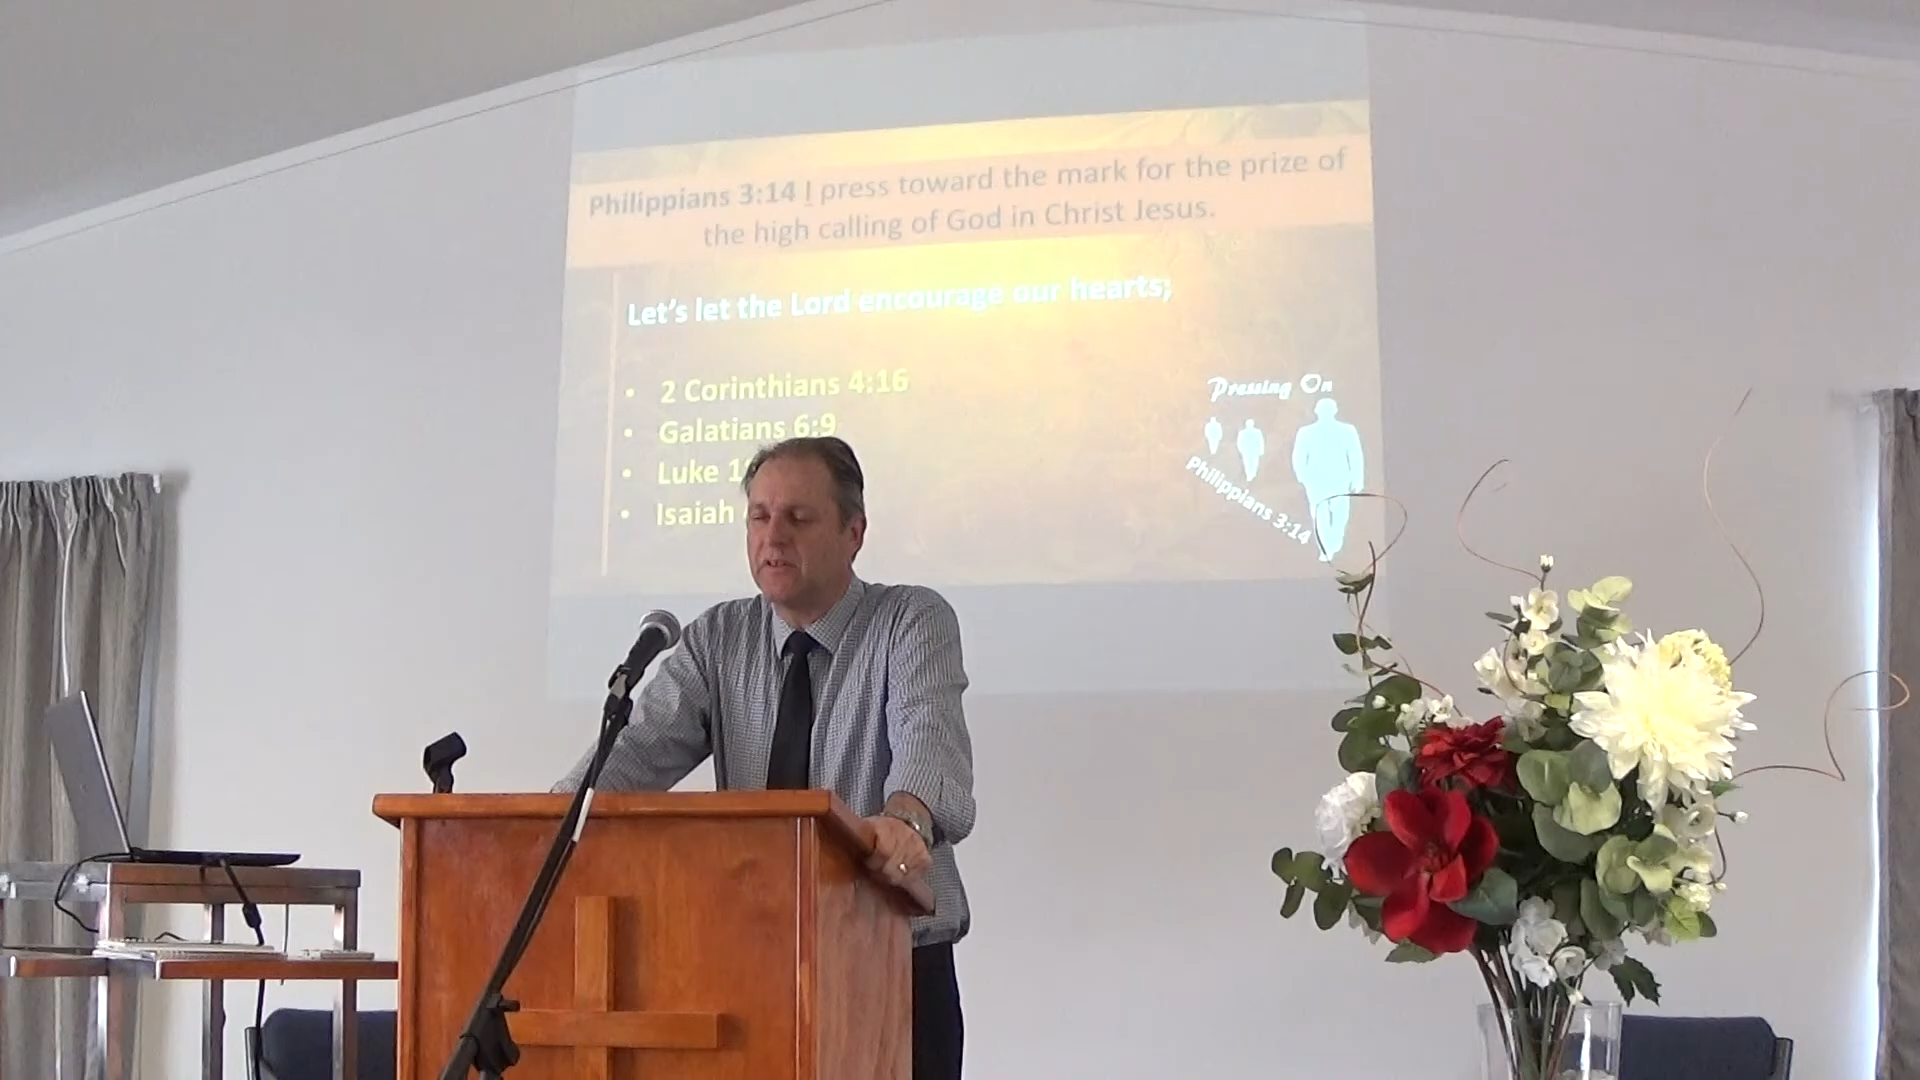 Philippians 3:14 I press toward the mark for the prize of
the high calling of God in Christ Jesus.
Let's let the Lord encourage our hearts;
• 2 Corinthians 4:16
• Galatians 6:9
• Luke
• Isaiah
Pressing On
Philippians 3:14